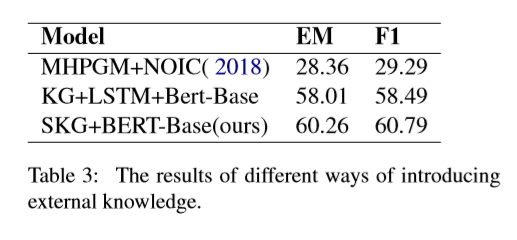 Model EM F1
MHPGM+NOIC( 2018) 28.36 29.29
KG+LSTM+Bert-Base 58.01 58.49
SKG+BERT-Base(ours) 60.26 60.79
Table 3: The results of different ways of introducing
external knowledge.